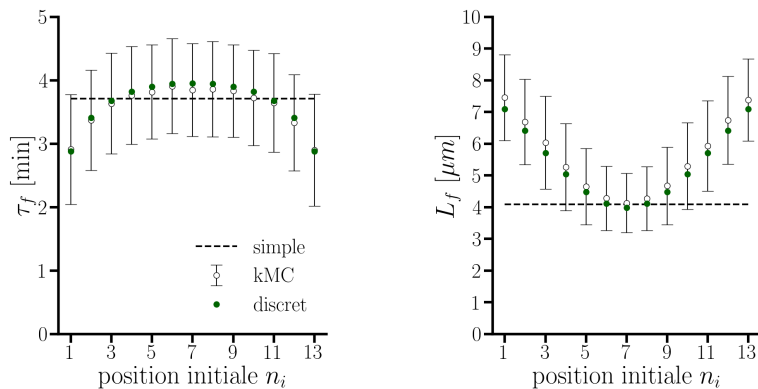 5
4
3
2
1
0
τ_f [min]
simple
kMC
discret
1 3 5 7 9 11 13
position initiale n_i
10
9
8
7
6
5
4
3
2
1
0
L_f [μm]
1 3 5 7 9 11 13
position initiale n_i